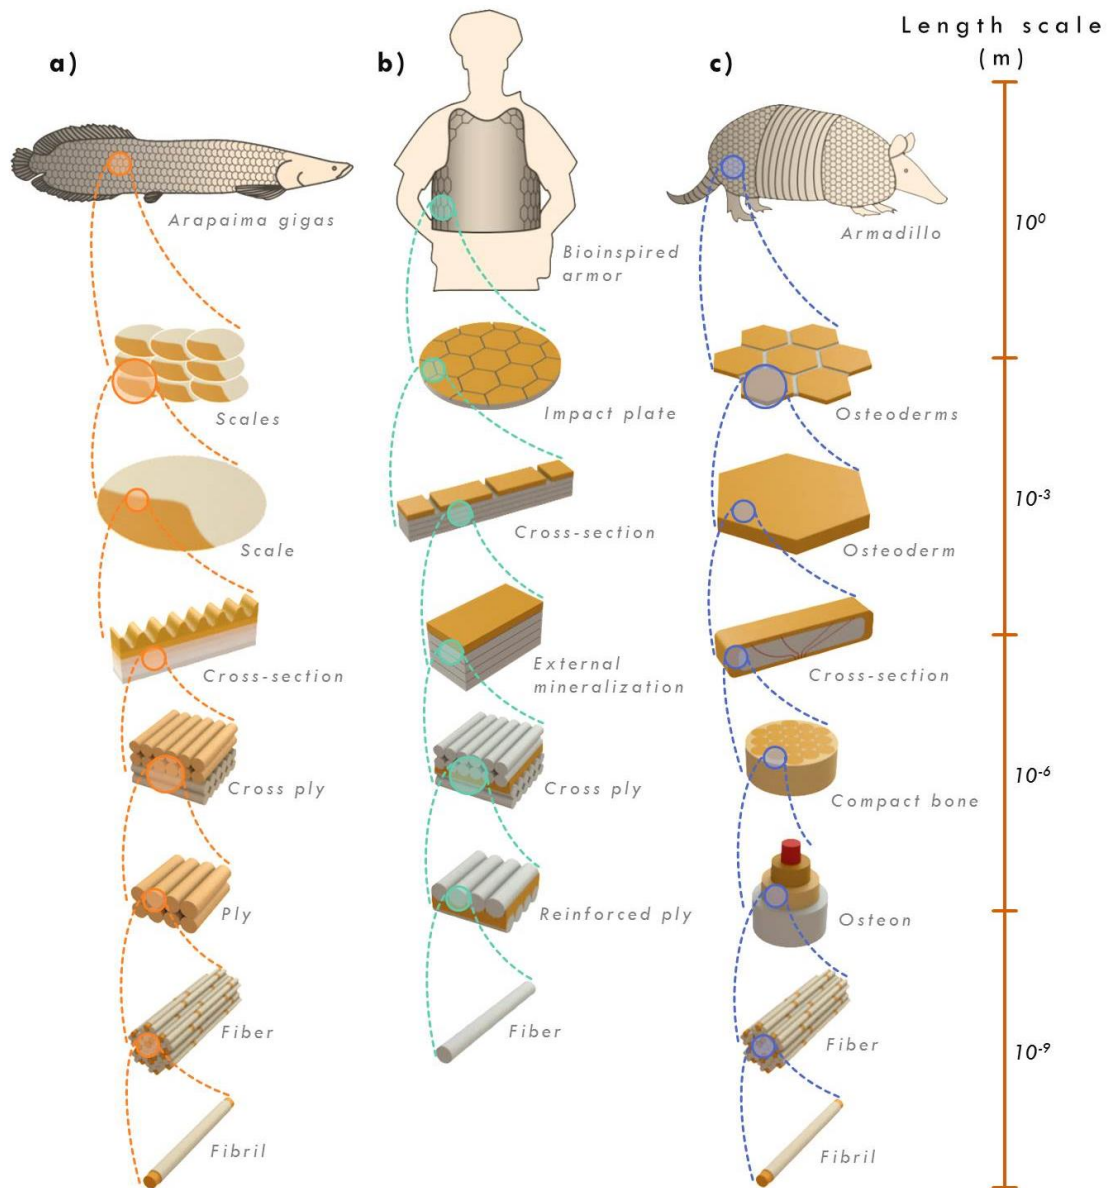 Length scale
(m)
a)
b)
c)
Arapaima gigas
Bioinspired
armor
Armadillo
10⁰
Scales
Impact plate
Osteoderms
Scale
Cross-section
Osteoderm
10⁻³
Cross-section
External
mineralization
Cross-section
Cross ply
Cross ply
Compact bone
10⁻⁶
Ply
Reinforced ply
Osteon
Fiber
Fiber
Fiber
10⁻⁹
Fibril
Fibril